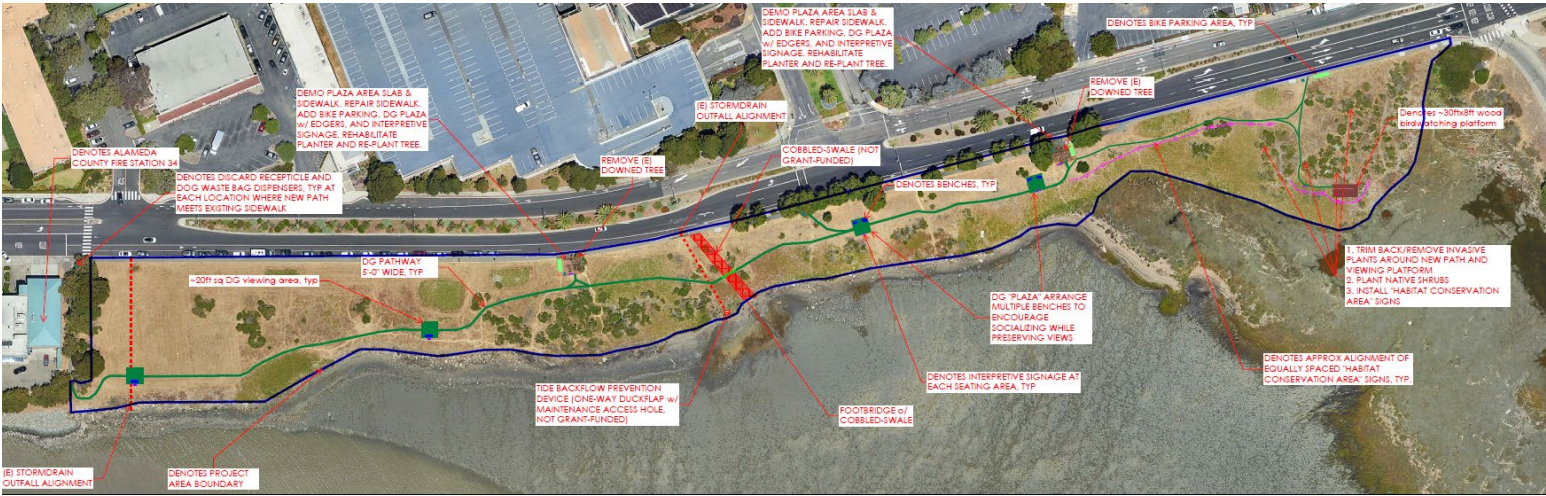 DEMO PLAZA AREA SLAB &
SIDEWALK. REPAIR SIDEWALK.
ADD BIKE PARKING, DG PLAZA
w/ EDGERS, AND INTERPRETIVE
SIGNAGE. REHABILITATE
PLANTER AND RE-PLANT TREE.
DENOTES BIKE PARKING AREA, TYP
REMOVE (E)
DOWNED TREE
DEMO PLAZA AREA SLAB &
SIDEWALK. REPAIR SIDEWALK.
ADD BIKE PARKING, DG PLAZA
w/ EDGERS, AND INTERPRETIVE
SIGNAGE. REHABILITATE
PLANTER AND RE-PLANT TREE.
(E) STORMDRAIN
OUTFALL ALIGNMENT
Denotes ~30ftx8ft wood
birdwatching platform
DENOTES ALAMEDA
COUNTY FIRE STATION 34
COBBLED-SWALE (NOT
GRANT-FUNDED)
REMOVE (E)
DOWNED TREE
DENOTES DISCARD RECEPTICLE AND
DOG WASTE BAG DISPENSERS, TYP AT
EACH LOCATION WHERE NEW PATH
MEETS EXISTING SIDEWALK
DENOTES BENCHES, TYP
DG PATHWAY
5'-0" WIDE, TYP
~20ft sq DG viewing area, typ
1. TRIM BACK/REMOVE INVASIVE
PLANTS AROUND NEW PATH AND
VIEWING PLATFORM
2. PLANT NATIVE SHRUBS
3. INSTALL "HABITAT CONSERVATION
AREA" SIGNS
DG "PLAZA" ARRANGE
MULTIPLE BENCHES TO
ENCOURAGE
SOCIALIZING WHILE
PRESERVING VIEWS
DENOTES APPROX ALIGNMENT OF
EQUALLY SPACED "HABITAT
CONSERVATION AREA" SIGNS, TYP.
DENOTES INTERPRETIVE SIGNAGE AT
EACH SEATING AREA, TYP
TIDE BACKFLOW PREVENTION
DEVICE (ONE-WAY DUCKFLAP w/
MAINTENANCE ACCESS HOLE,
NOT GRANT-FUNDED)
FOOTBRIDGE o/
COBBLED-SWALE
(E) STORMDRAIN
OUTFALL ALIGNMENT
DENOTES PROJECT
AREA BOUNDARY